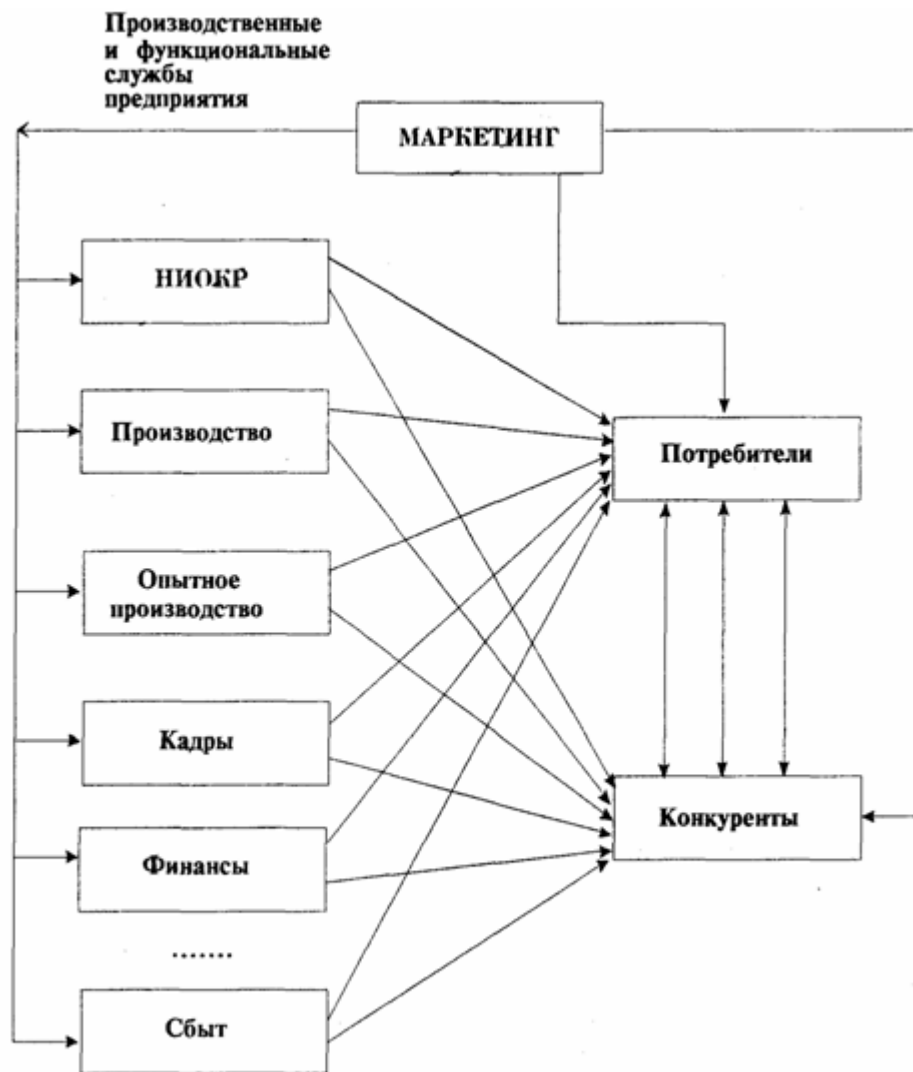 Производственные
и функциональные
службы
предприятия
МАРКЕТИНГ
НИОКР
Производство
Потребители
Опытное
производство
Кадры
Конкуренты
Финансы
.......
Сбыт